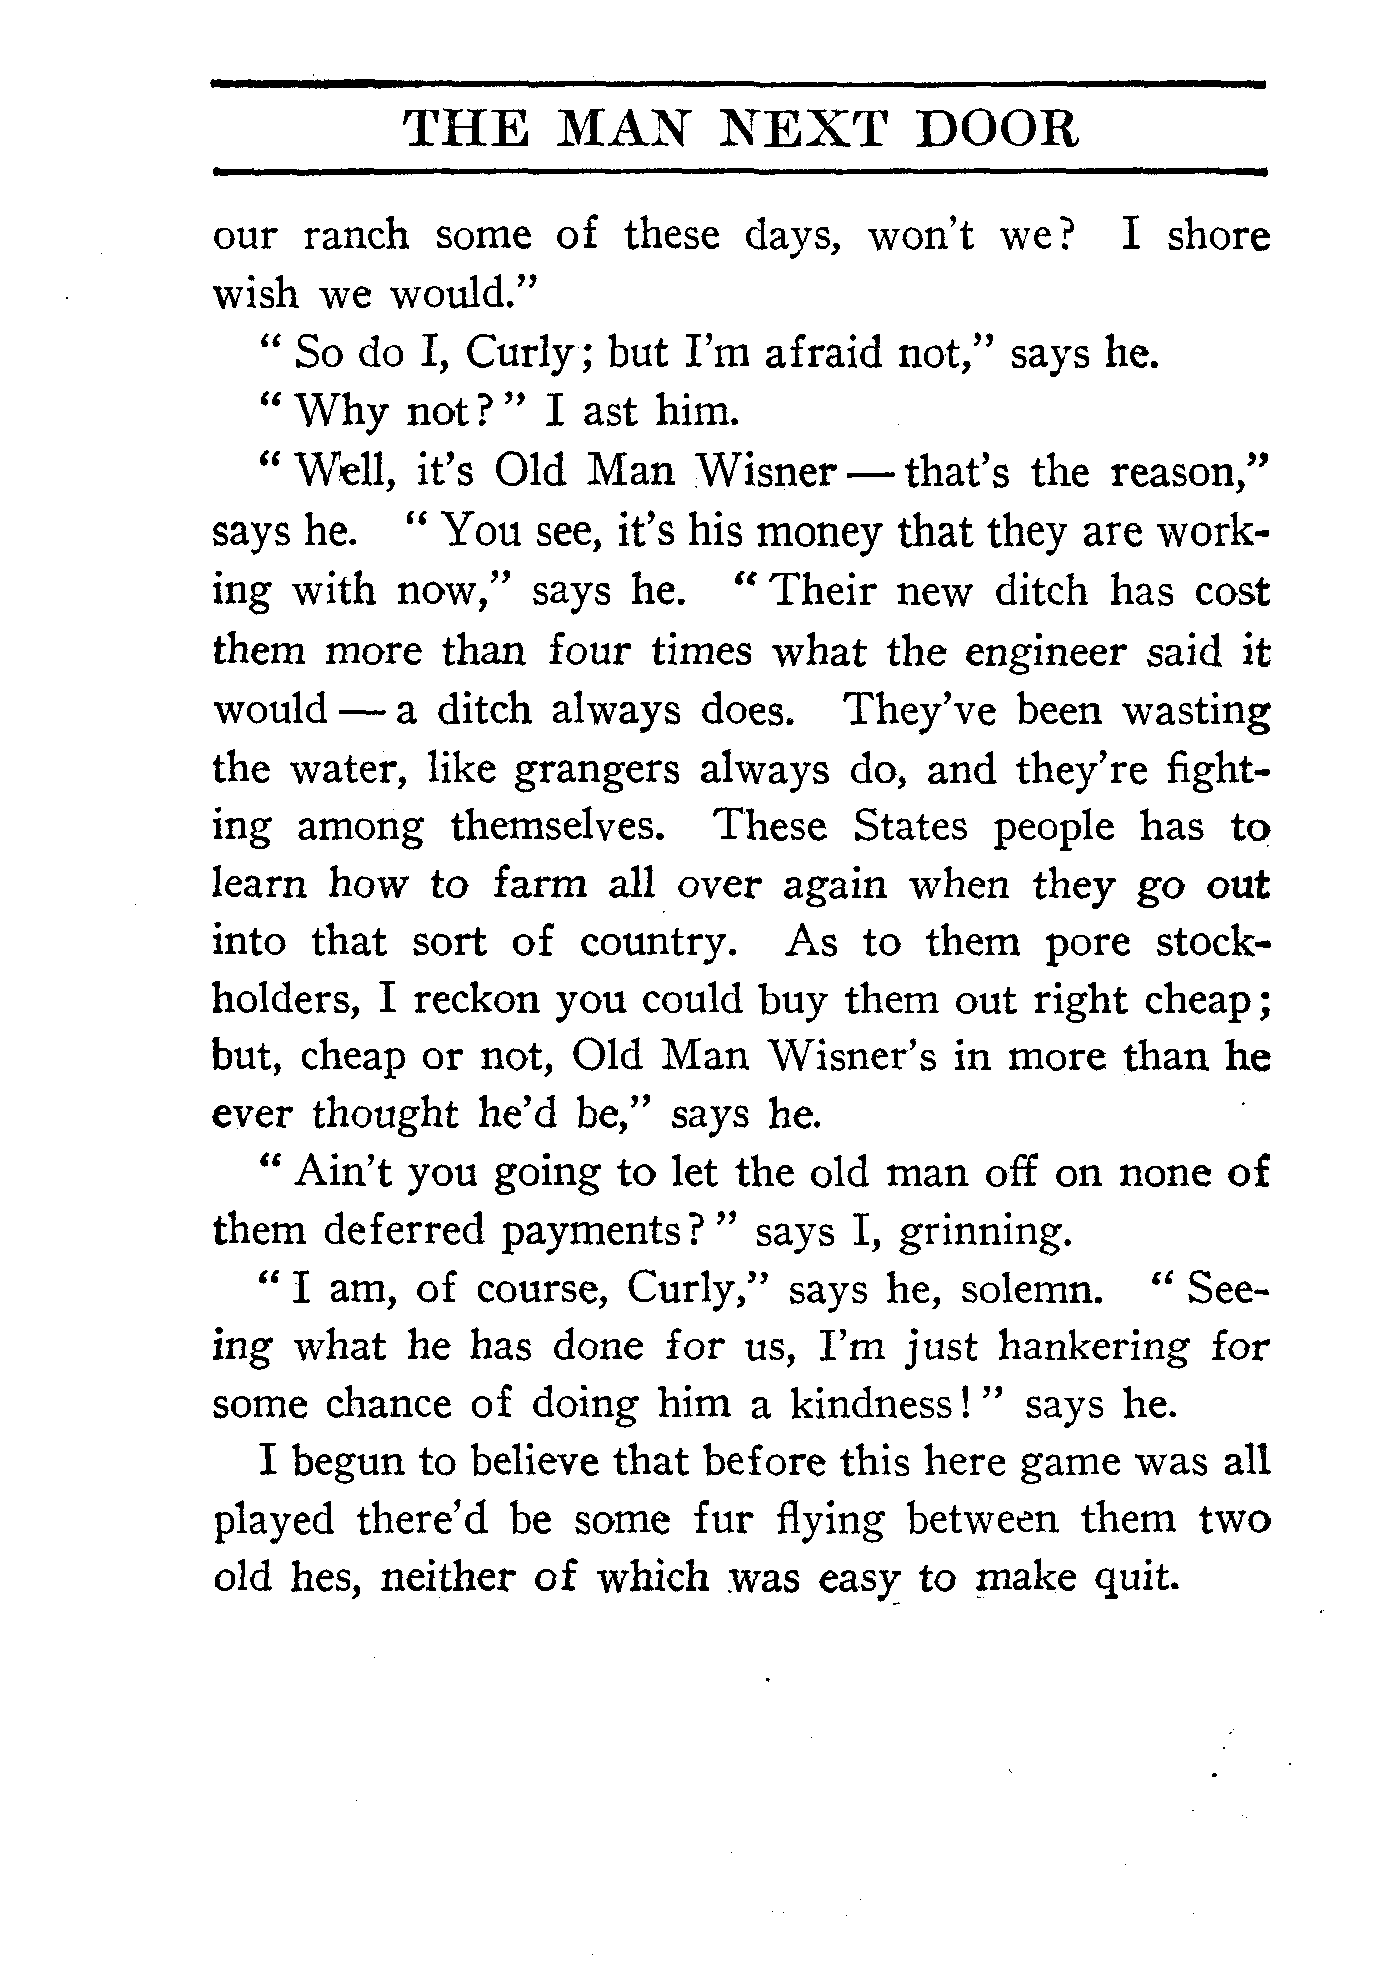 THE MAN NEXT DOOR
our ranch some of these days, won't we? I shore
wish we would."
"So do I, Curly; but I'm afraid not," says he.
"Why not?" I ast him.
"Well, it's Old Man Wisner — that's the reason,"
says he. "You see, it's his money that they are work-
ing with now," says he. "Their new ditch has cost
them more than four times what the engineer said it
would — a ditch always does. They've been wasting
the water, like grangers always do, and they're fight-
ing among themselves. These States people has to
learn how to farm all over again when they go out
into that sort of country. As to them pore stock-
holders, I reckon you could buy them out right cheap;
but, cheap or not, Old Man Wisner's in more than he
ever thought he'd be," says he.
"Ain't you going to let the old man off on none of
them deferred payments?" says I, grinning.
"I am, of course, Curly," says he, solemn. "See-
ing what he has done for us, I'm just hankering for
some chance of doing him a kindness!" says he.
I begun to believe that before this here game was all
played there'd be some fur flying between them two
old hes, neither of which was easy to make quit.